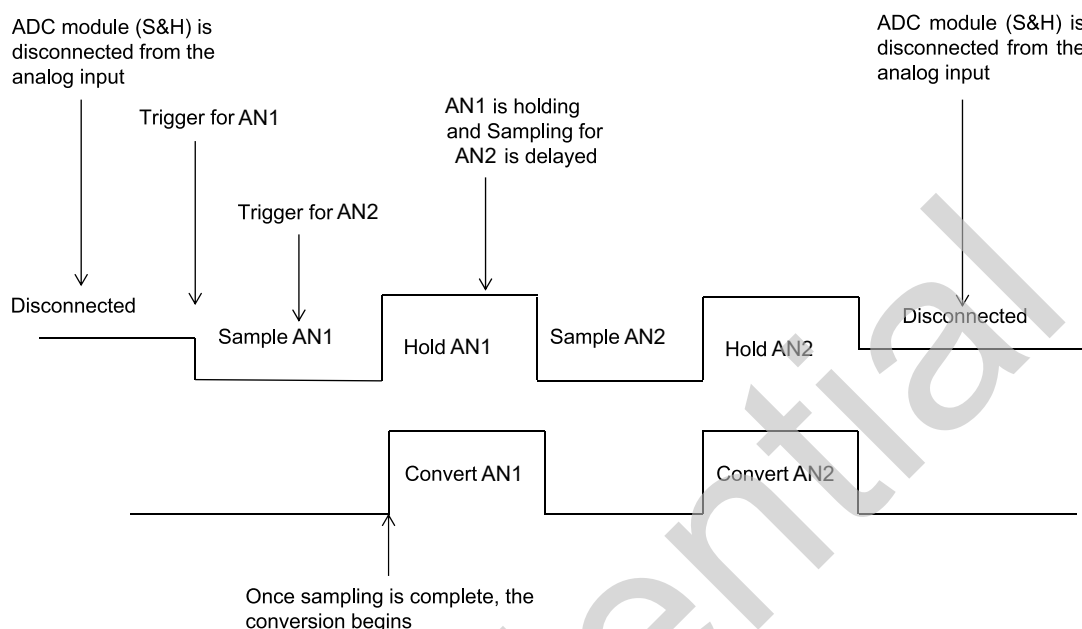 ADC module (S&H) is
disconnected from the
analog input
ADC module (S&H) is
disconnected from the
analog input
Trigger for AN1
AN1 is holding
and Sampling for
AN2 is delayed
Trigger for AN2
Disconnected
Sample AN1
Hold AN1
Sample AN2
Hold AN2
Disconnected
Convert AN1
Convert AN2
Once sampling is complete, the
conversion begins
ential